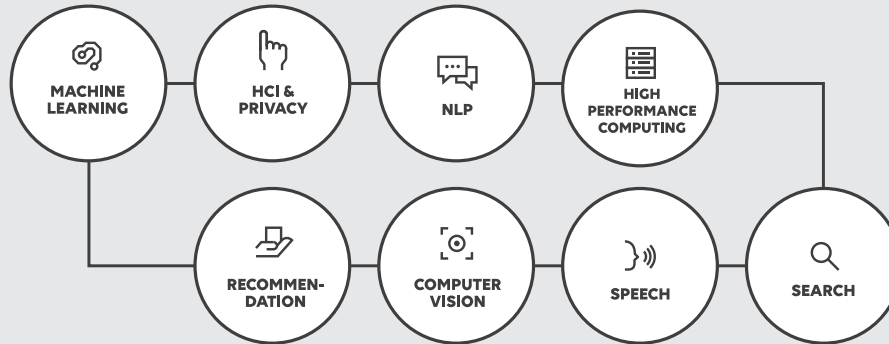 MACHINE
LEARNING
HCI &
PRIVACY
NLP
HIGH
PERFORMANCE
COMPUTING
RECOMMEN-
DATION
COMPUTER
VISION
SPEECH
SEARCH